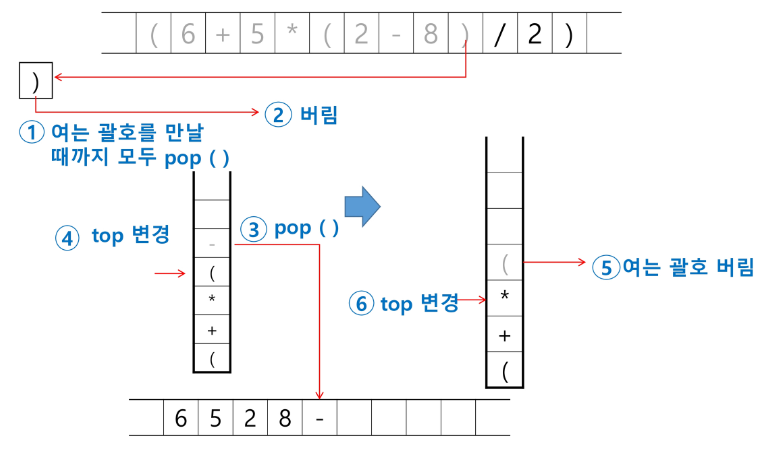 ( 6 + 5 * ( 2 - 8 ) / 2 )
)
② 버림
① 여는 괄호를 만날
때까지 모두 pop ( )
④ top 변경
③ pop ( )
-
(
*
+
(
(
*
+
(
⑤ 여는 괄호 버림
⑥ top 변경
6 5 2 8 -